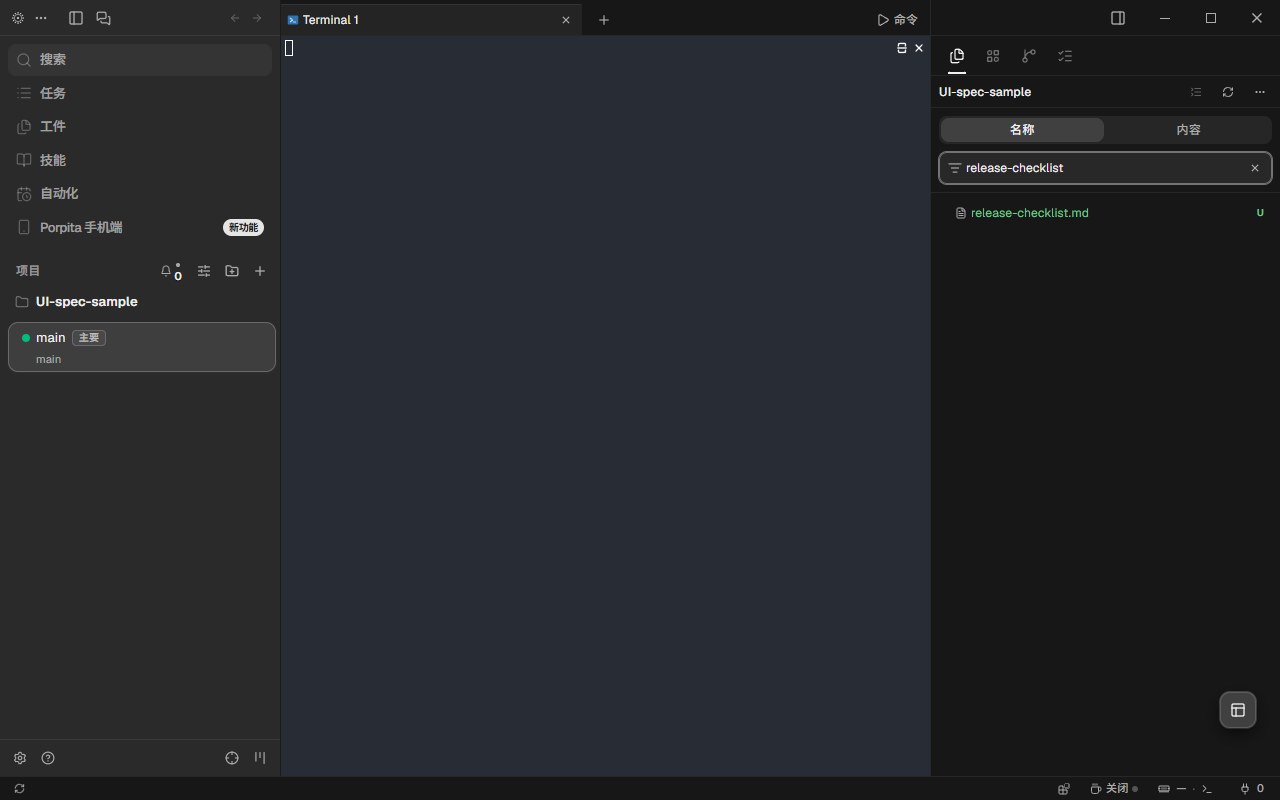 Terminal 1
命令
搜索
任务
工件
技能
自动化
Porpita 手机端
新功能
项目
0
UI-spec-sample
main
主要
main
UI-spec-sample
名称
内容
release-checklist
release-checklist.md
U
关闭
0